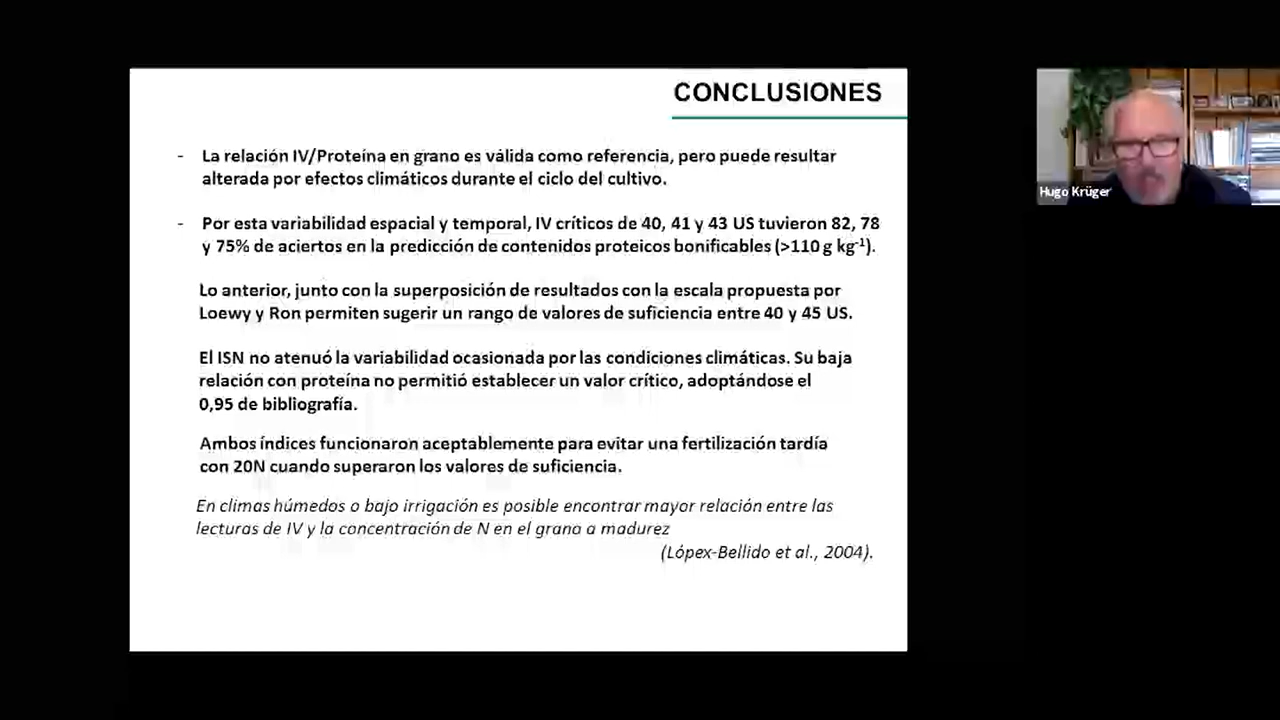 CONCLUSIONES
- La relación IV/Proteína en grano es válida como referencia, pero puede resultar
alterada por efectos climáticos durante el ciclo del cultivo.
- Por esta variabilidad espacial y temporal, IV críticos de 40, 41 y 43 US tuvieron 82, 78
y 75% de aciertos en la predicción de contenidos proteicos bonificables (>110 g kg⁻¹).
Lo anterior, junto con la superposición de resultados con la escala propuesta por
Loewy y Ron permiten sugerir un rango de valores de suficiencia entre 40 y 45 US.
El ISN no atenuó la variabilidad ocasionada por las condiciones climáticas. Su baja
relación con proteína no permitió establecer un valor crítico, adoptándose el
0,95 de bibliografía.
Ambos índices funcionaron aceptablemente para evitar una fertilización tardía
con 20N cuando superaron los valores de suficiencia.
En climas húmedos o bajo irrigación es posible encontrar mayor relación entre las
lecturas de IV y la concentración de N en el grano a madurez
(Lópex-Bellido et al., 2004).
Hugo Krüger